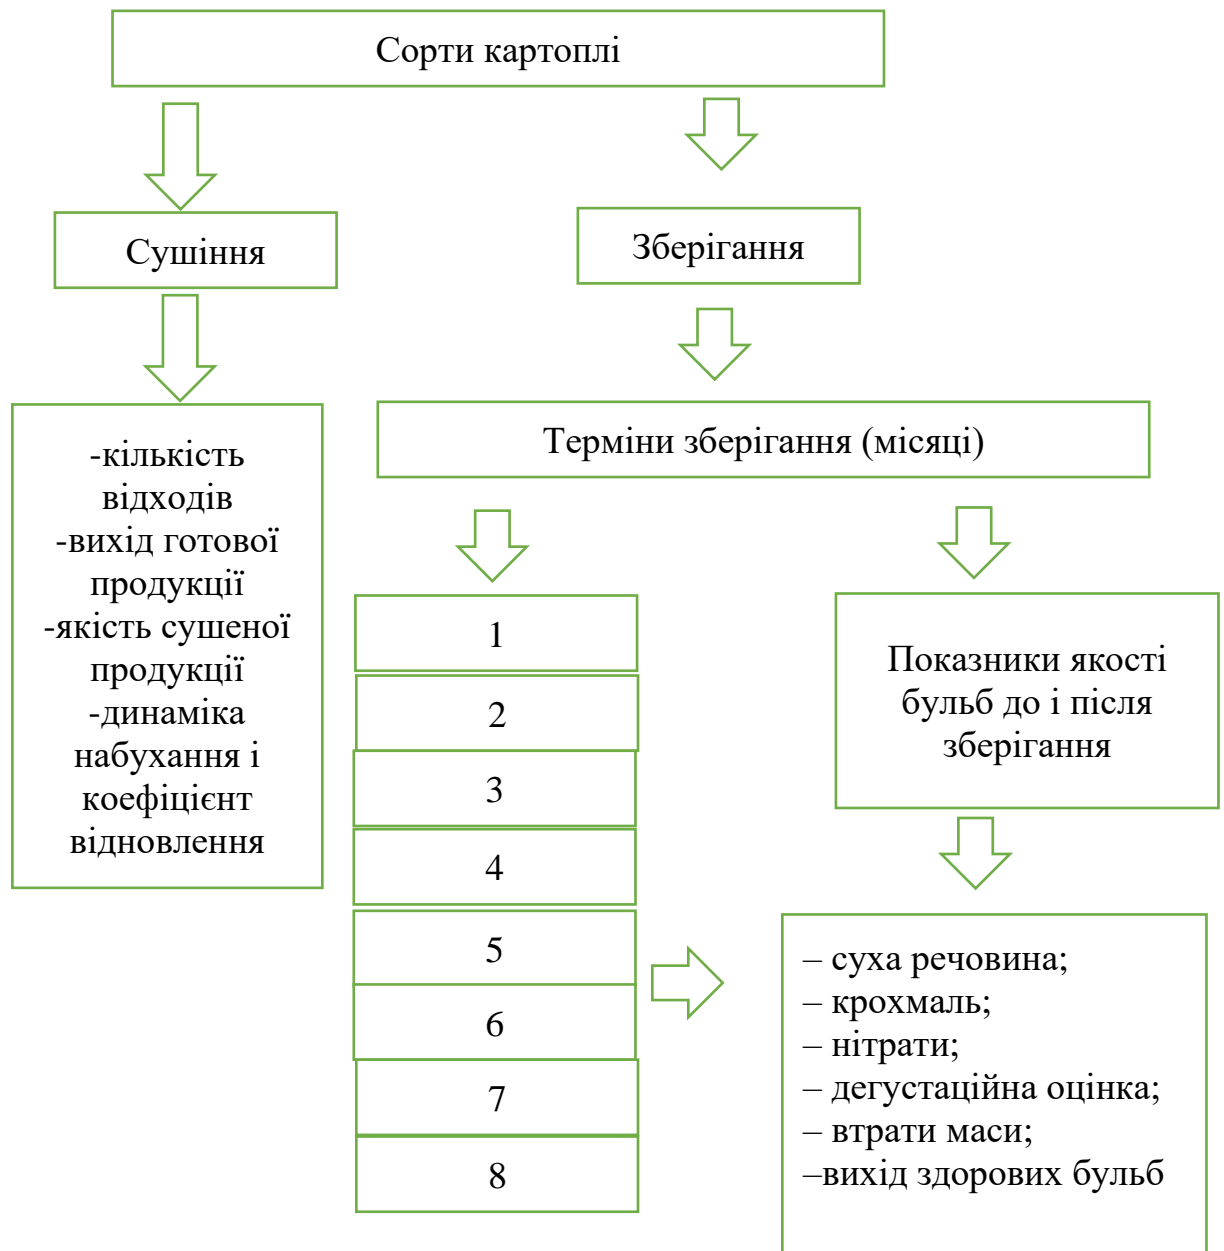 Сорти картоплі
Сушіння
Зберігання
-кількість
відходів
-вихід готової
продукції
-якість сушеної
продукції
-динаміка
набухання і
коефіцієнт
відновлення
Терміни зберігання (місяці)
1
2
3
4
5
6
7
8
Показники якості
бульб до і після
зберігання
– суха речовина;
– крохмаль;
– нітрати;
– дегустаційна оцінка;
– втрати маси;
–вихід здорових бульб